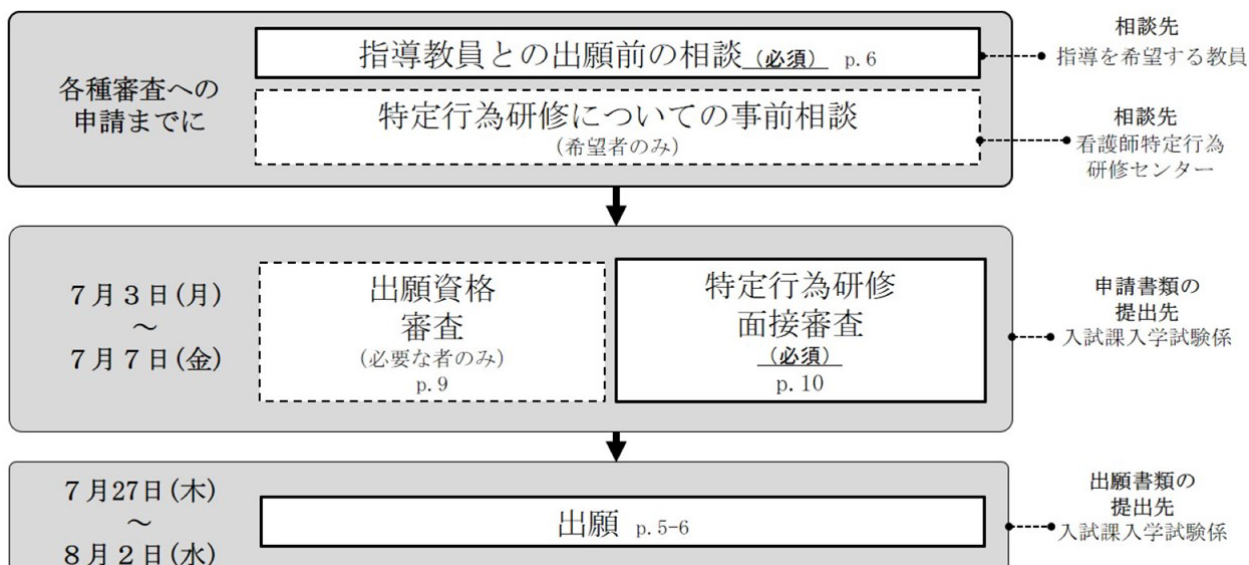 各種審査への
申請までに
指導教員との出願前の相談(必須) p.6
特定行為研修についての事前相談
(希望者のみ)
相談先
指導を希望する教員
相談先
看護師特定行為
研修センター
7月3日(月)
～
7月7日(金)
出願資格
審査
(必要な者のみ)
p.9
特定行為研修
面接審査
(必須)
p.10
申請書類の
提出先
入試課入学試験係
7月27日(木)
～
8月2日(水)
出願 p.5-6
出願書類の
提出先
入試課入学試験係